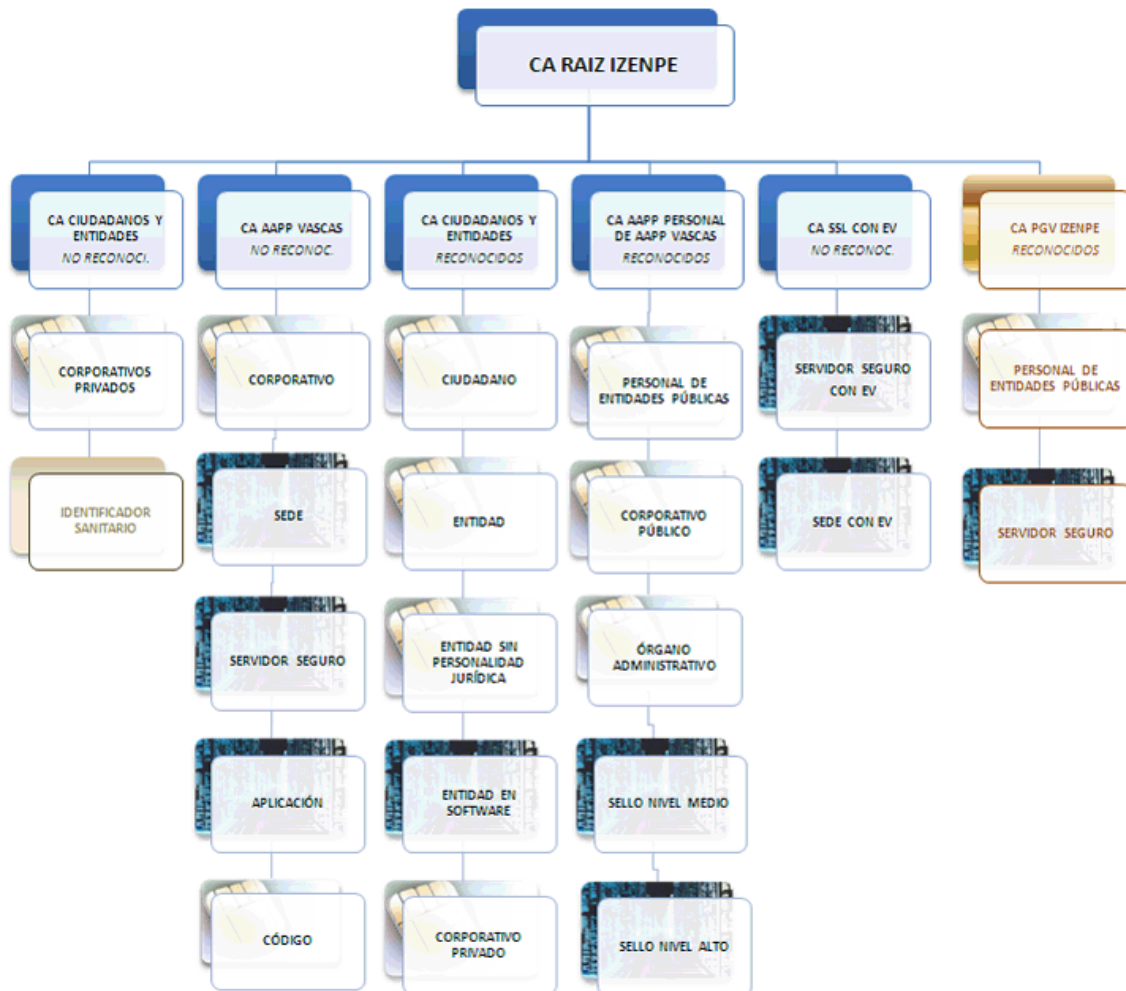 CA RAIZ IZENPE
CA CIUDADANOS Y
ENTIDADES
NO RECONOCI.
CA AAPP VASCAS
NO RECONOC.
CA CIUDADANOS Y
ENTIDADES
RECONOCIDOS
CA AAPP PERSONAL
DE AAPP VASCAS
RECONOCIDOS
CA SSL CON EV
NO RECONOC.
CA PGV IZENPE
RECONOCIDOS
CORPORATIVOS
PRIVADOS
CORPORATIVO
CIUDADANO
PERSONAL DE
ENTIDADES PÚBLICAS
SERVIDOR SEGURO
CON EV
PERSONAL DE
ENTIDADES PÚBLICAS
IDENTIFICADOR
SANITARIO
SEDE
ENTIDAD
CORPORATIVO
PÚBLICO
SEDE CON EV
SERVIDOR SEGURO
SERVIDOR SEGURO
ENTIDAD SIN
PERSONALIDAD
JURÍDICA
ÓRGANO
ADMINISTRATIVO
APLICACIÓN
ENTIDAD EN
SOFTWARE
SELLO NIVEL MEDIO
CÓDIGO
CORPORATIVO
PRIVADO
SELLO NIVEL ALTO